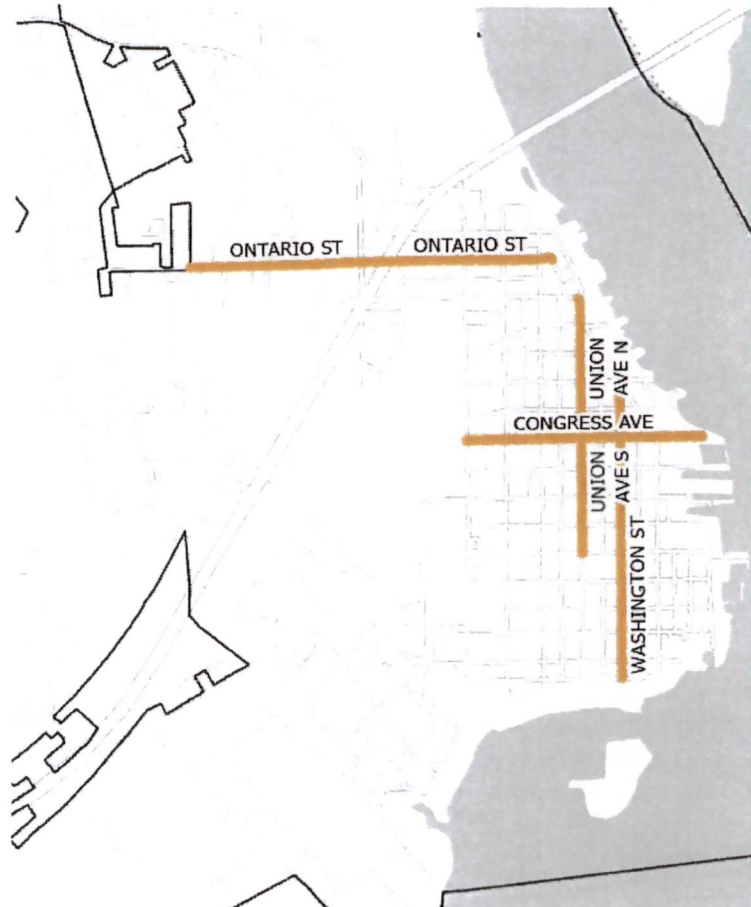 ONTARIO ST
ONTARIO ST
UNION
AVE N
CONGRESS AVE
UNION
AVE S
WASHINGTON ST